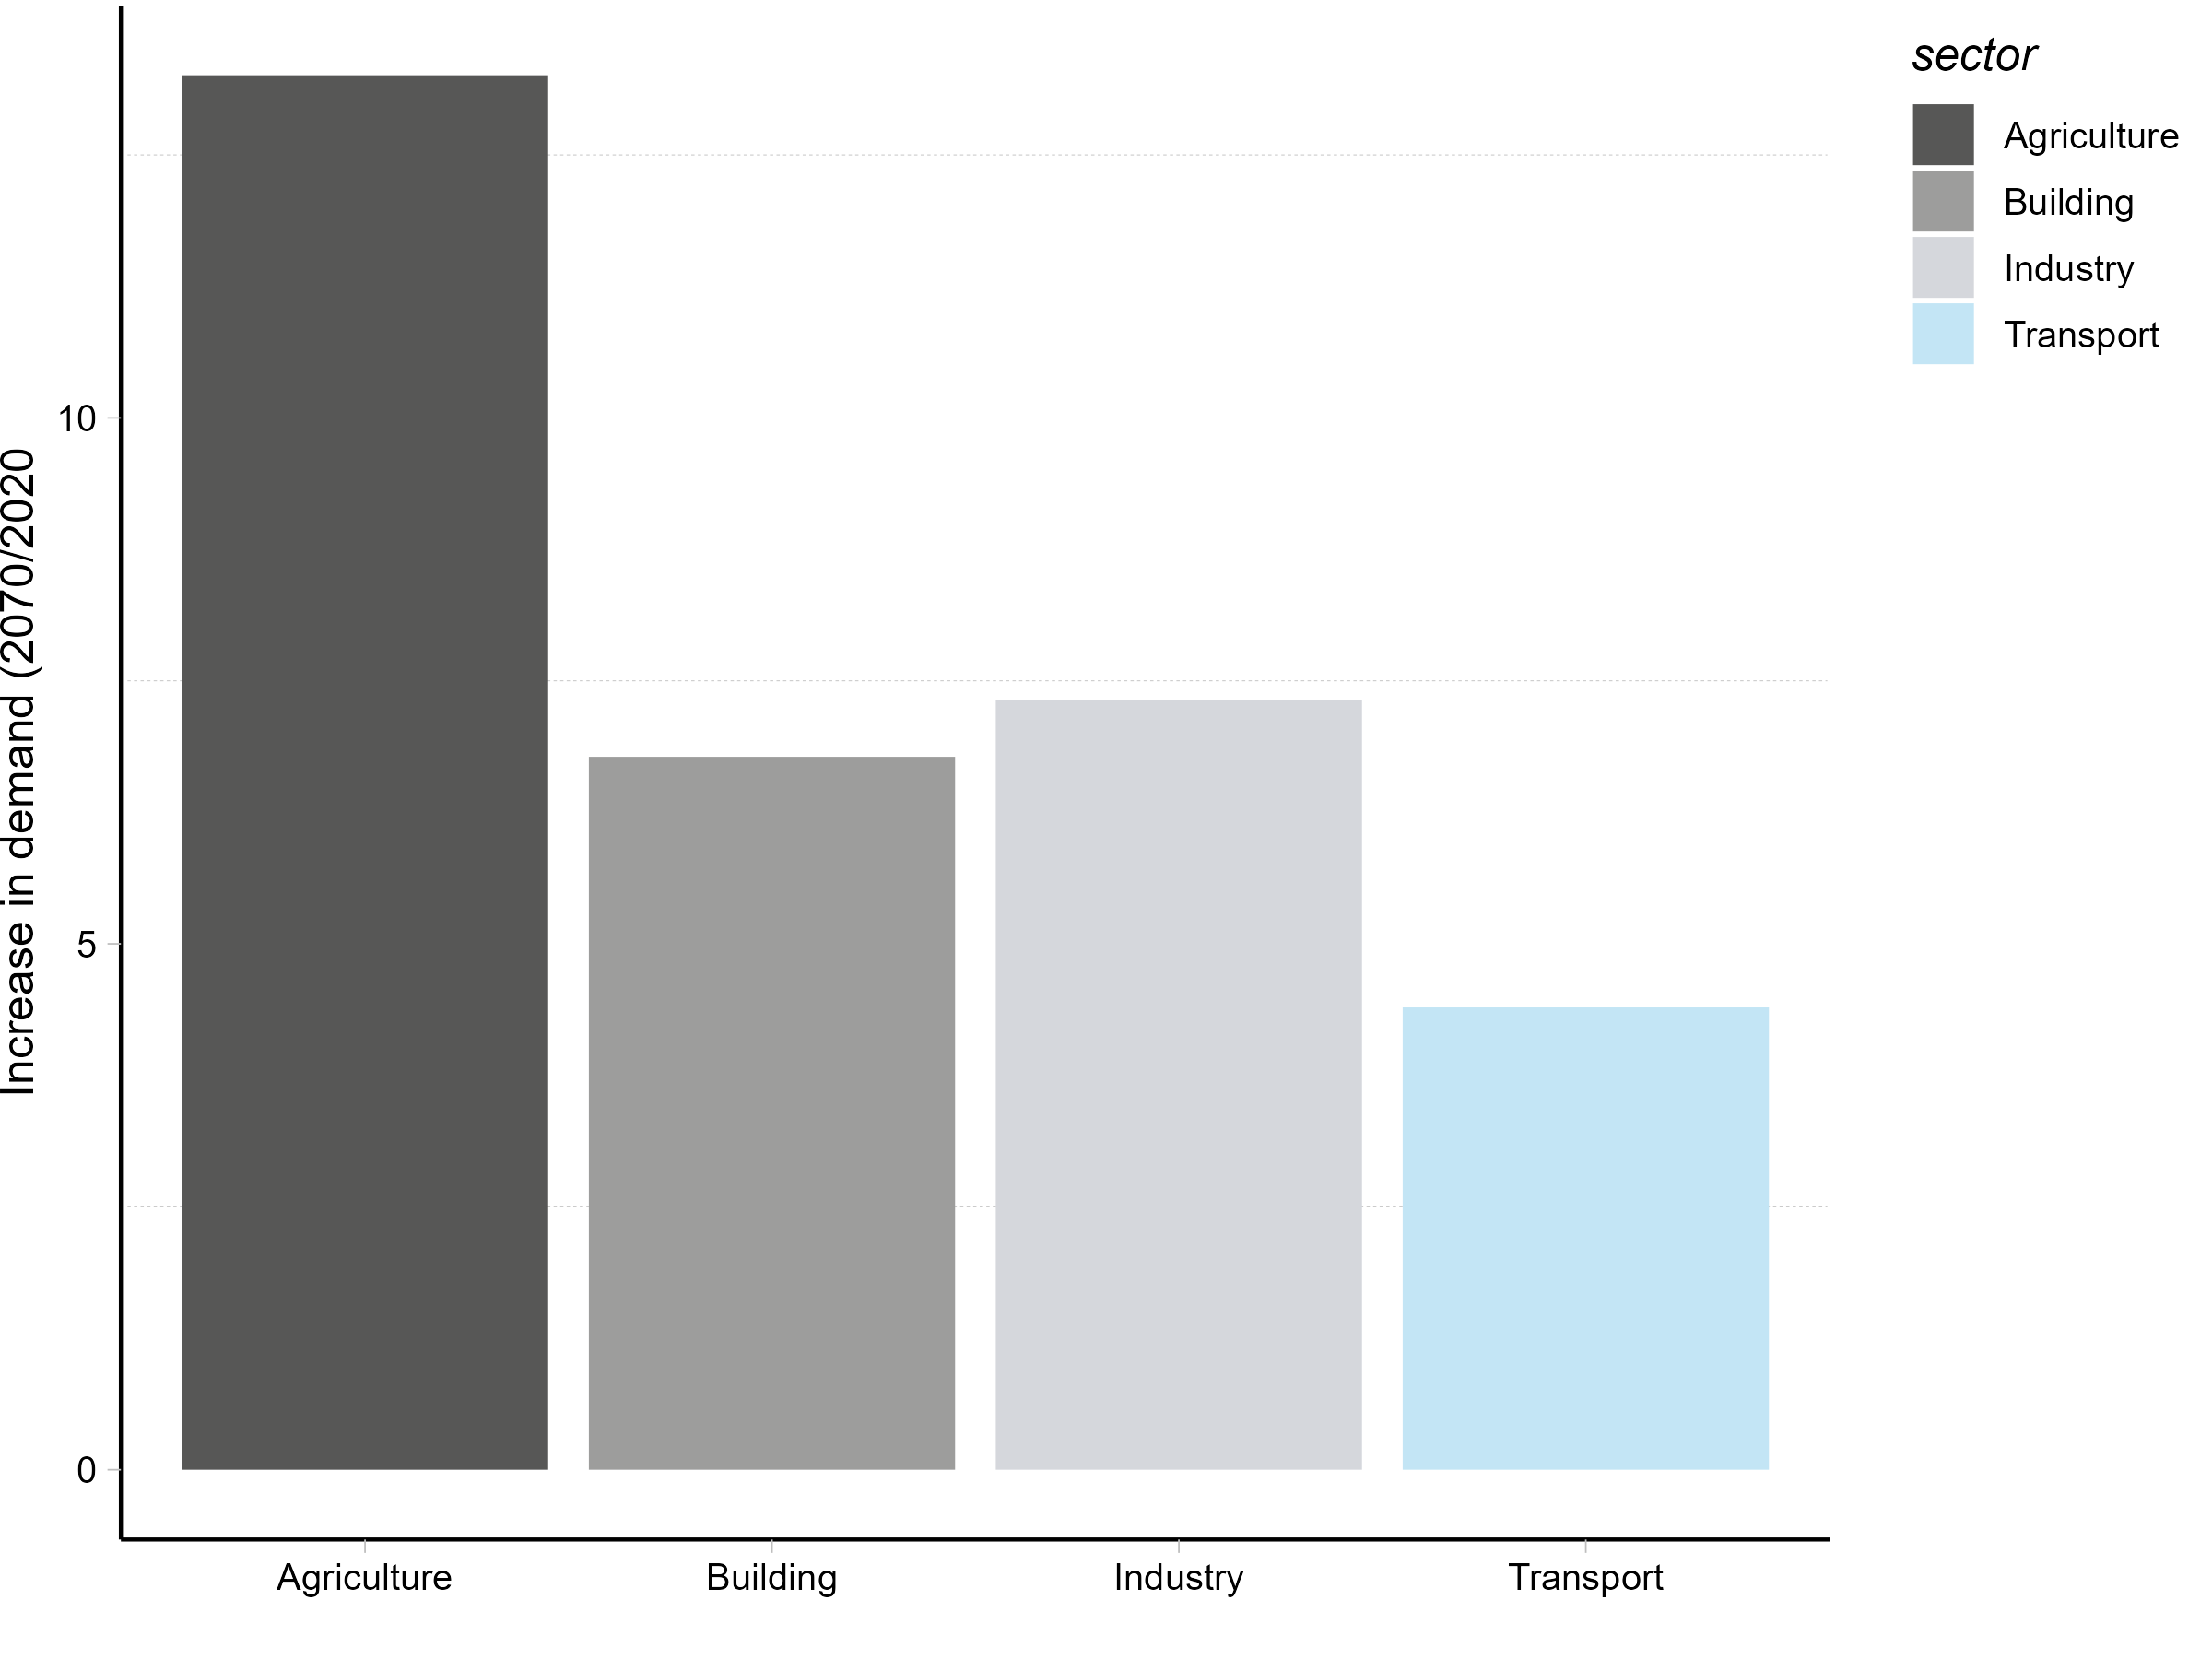 Increase in demand (2070/2020
10
5
0
Agriculture
Building
Industry
Transport
sector
Agriculture
Building
Industry
Transport